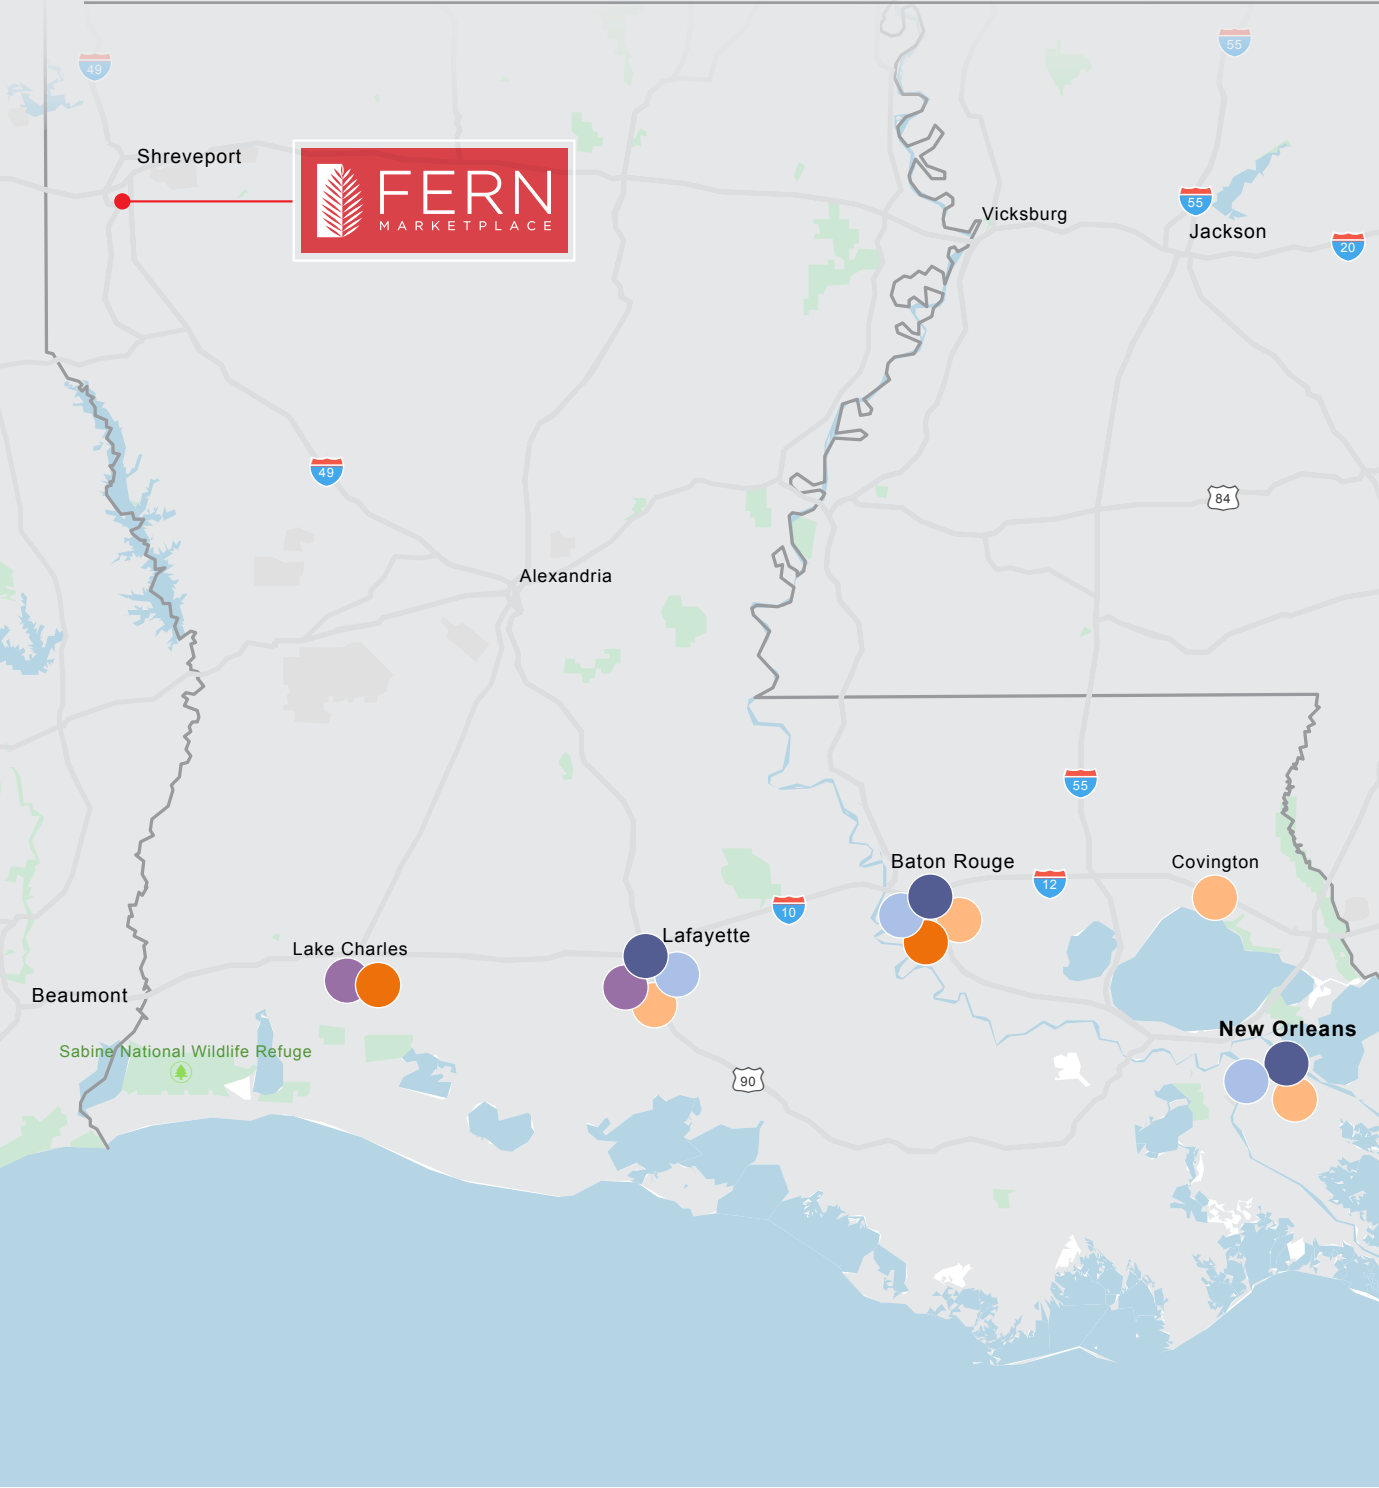 55
49
Shreveport
FERN
MARKETPLACE
55
Vicksburg
Jackson
20
49
84
Alexandria
55
Baton Rouge
Covington
12
10
Lafayette
Lake Charles
Beaumont
New Orleans
Sabine National Wildlife Refuge
90